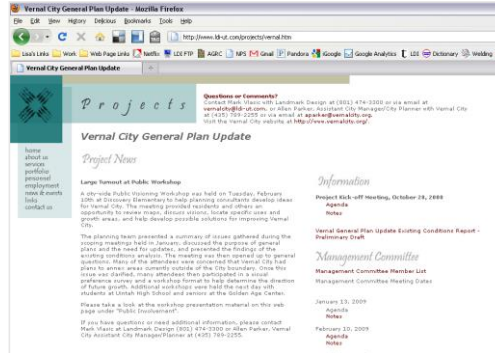 Vernal City General Plan Update - Mozilla Firefox
File Edit View History Delicious Bookmarks Tools Help
http://www.ldi-ut.com/projects/vernal.htm
Lisa's Links Work Web Page Links Netflix LDI FTP AGRC NPS Gmail Pandora iGoogle Google Analytics LDI Dictionary Welding
Vernal City General Plan Update
Projects
Questions or Comments?
Contact Mark Vlasic with Landmark Design at (801) 474-3300 or via email at
vernalcity@ldi-ut.com, or Allen Parker, Assistant City Manager/City Planner with Vernal City
at (435) 789-2255 or via email at aparker@vernalcity.org.
Visit the Vernal City website at http://www.vernalcity.org/.
home
about us
services
portfolio
personnel
employment
news & events
links
contact us
Vernal City General Plan Update
Project News
Large Turnout at Public Workshop
A city-wide Public Visioning Workshop was held on Tuesday, February
10th at Discovery Elementary to help planning consultants develop ideas
for Vernal City. The meeting provided residents and others an
opportunity to review maps, discuss visions, locate specific uses and
growth areas, and help develop possible solutions for improving Vernal
City.
The planning team presented a summary of issues gathered during the
scoping meetings held in January, discussed the purpose of general
plans and the need for updates, and presented the findings of the
existing conditions analysis. The meeting was then opened up to general
questions. Many of the attendees were concerned that Vernal City had
plans to annex areas currently outside of the City boundary. Once this
issue was clarified, many attendees then participated in a visual
preference survey and a workshop format to help determine the direction
of future growth. Additional workshops were held the next day with
students at Uintah High School and seniors at the Golden Age Center.
Please take a look at the workshop presentation material on this web
page under "Public Involvement".
If you have questions or need additional information, please contact
Mark Vlasic at Landmark Design (801) 474-3300 or Allen Parker, Vernal
City Assistant City Manager/Planner at (435) 789-2255.
Information
Project Kick-off Meeting, October 28, 2008
Agenda
Notes
Vernal City General Plan Update Existing Conditions Report -
Preliminary Draft
Management Committee
Management Committee Member List
Management Committee Meeting Dates
January 13, 2009
Agenda
Notes
February 10, 2009
Agenda
Notes